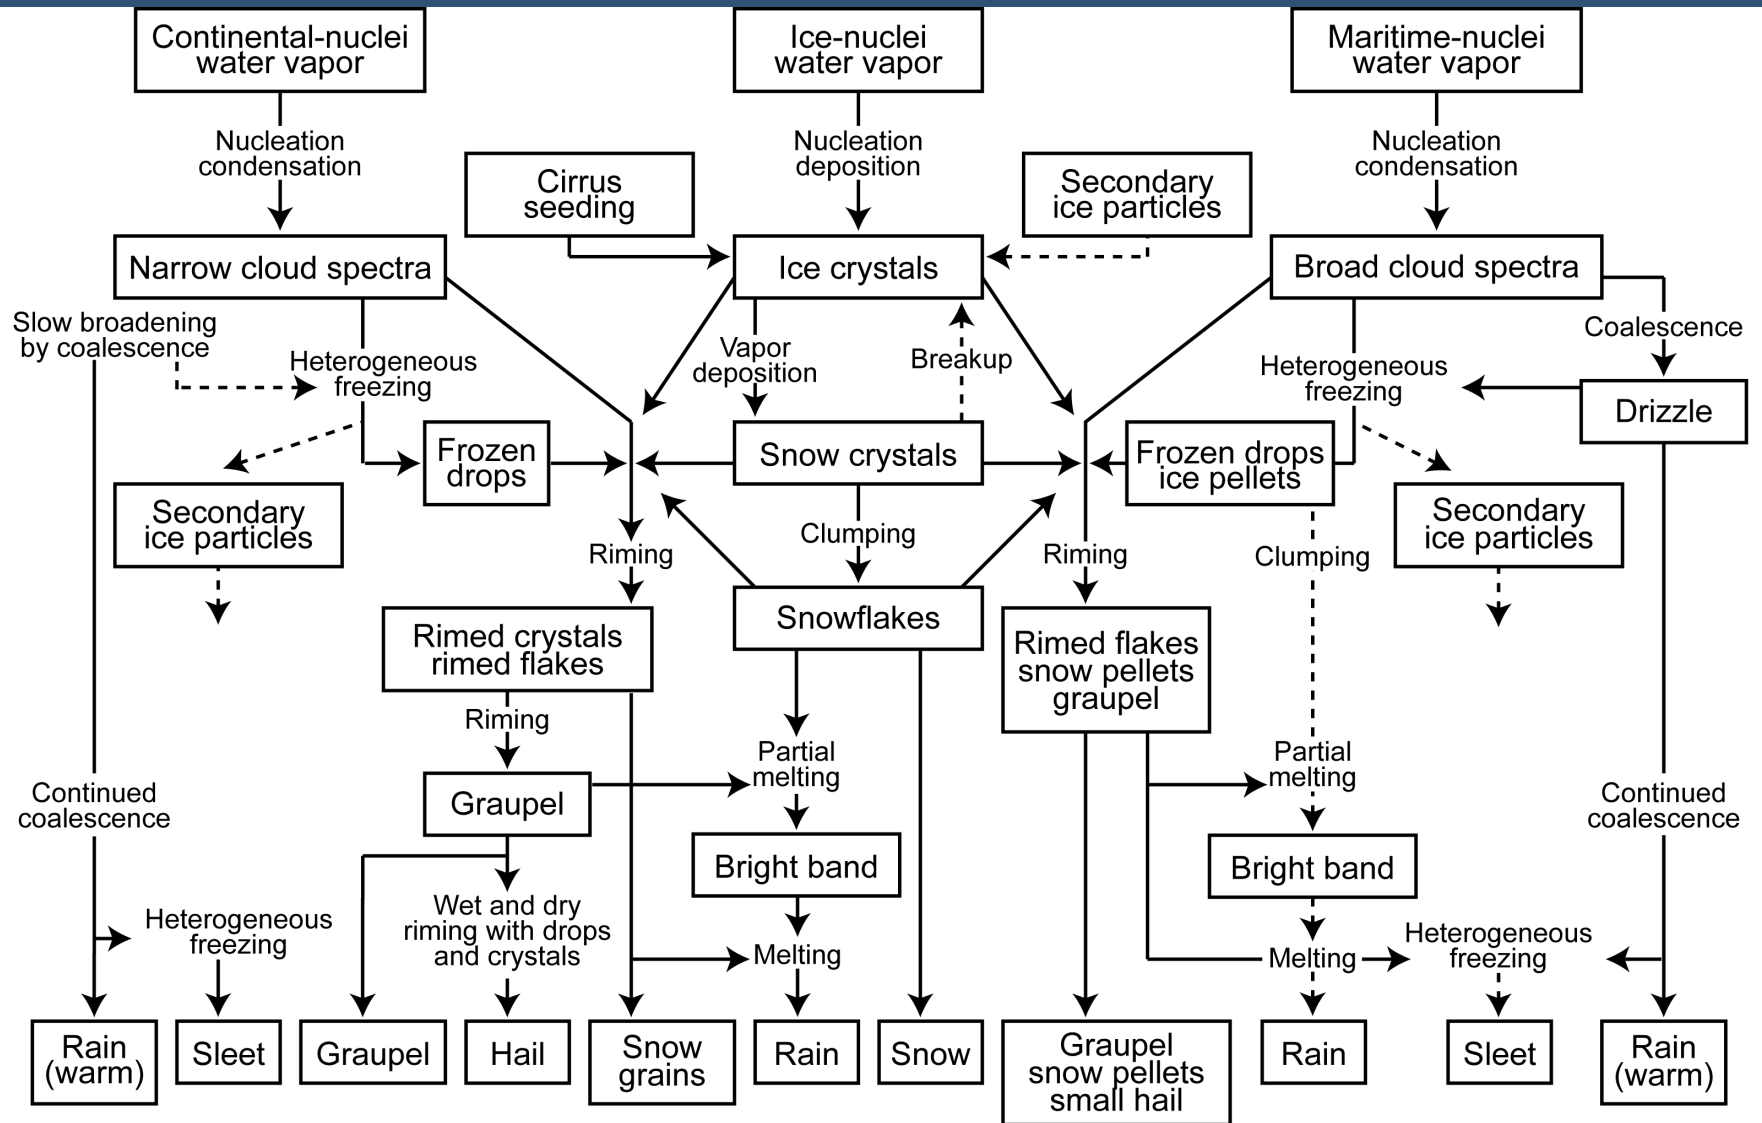 Continental-nuclei
water vapor
Ice-nuclei
water vapor
Maritime-nuclei
water vapor
Nucleation
condensation
Nucleation
deposition
Nucleation
condensation
Cirrus
seeding
Secondary
ice particles
Narrow cloud spectra
Ice crystals
Broad cloud spectra
Slow broadening
by coalescence
Heterogeneous
freezing
Vapor
deposition
Breakup
Heterogeneous
freezing
Coalescence
Drizzle
Frozen
drops
Snow crystals
Frozen drops
ice pellets
Secondary
ice particles
Clumping
Secondary
ice particles
Riming
Riming
Clumping
Snowflakes
Rimed crystals
rimed flakes
Rimed flakes
snow pellets
graupel
Riming
Partial
melting
Partial
melting
Continued
coalescence
Graupel
Continued
coalescence
Bright band
Bright band
Heterogeneous
freezing
Wet and dry
riming with drops
and crystals
Melting
Melting
Heterogeneous
freezing
Rain
(warm)
Sleet
Graupel
Hail
Snow
grains
Rain
Snow
Graupel
snow pellets
small hail
Rain
Sleet
Rain
(warm)